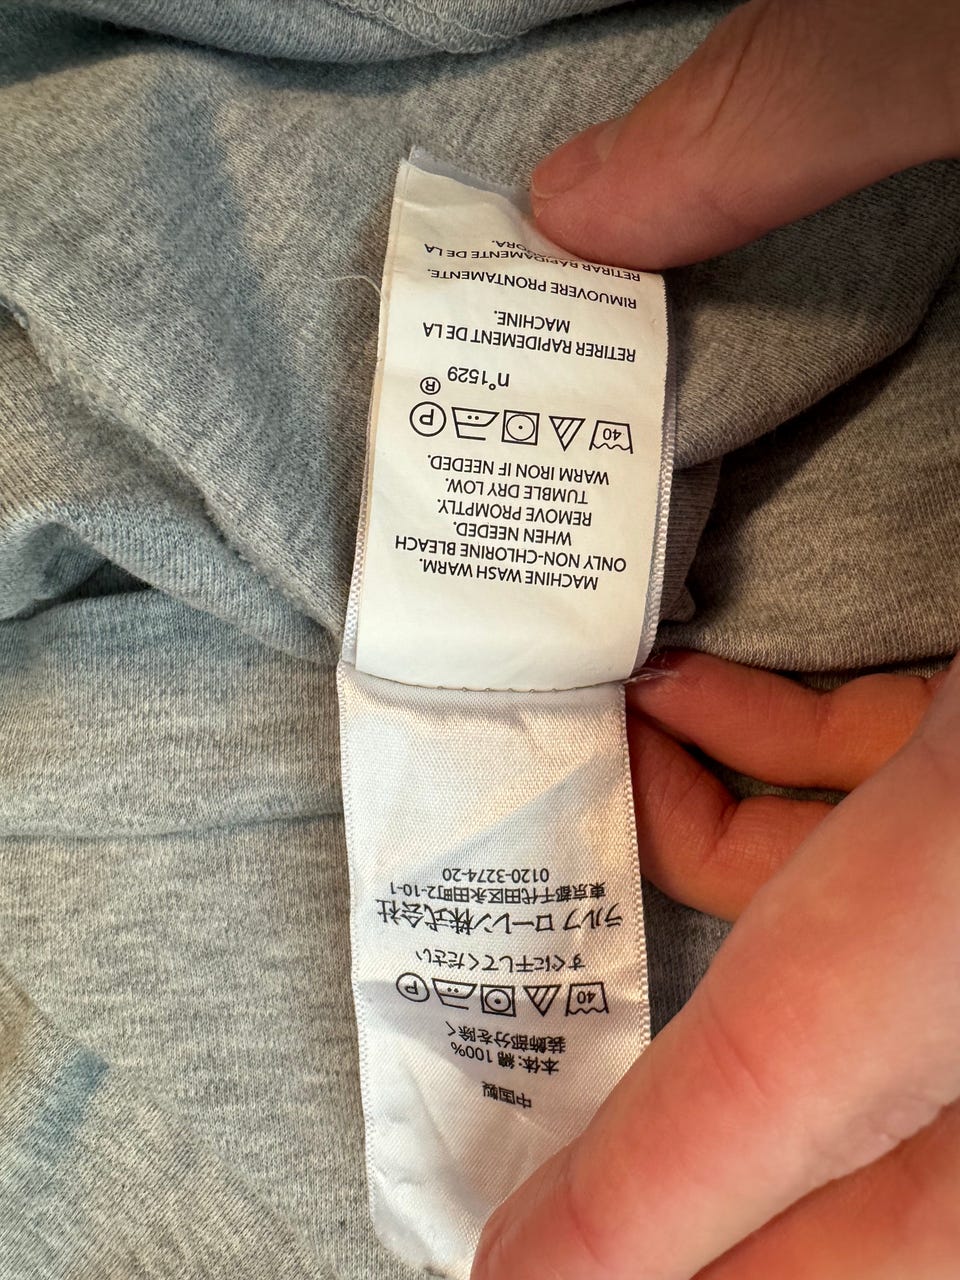 中国製
本体: 綿 100%
装飾部分を除く
40 P
すぐに干してください
ラルフ ローレン株式会社
東京都千代田区永田町2-10-1
0120-3274-20
MACHINE WASH WARM.
ONLY NON-CHLORINE BLEACH
WHEN NEEDED.
REMOVE PROMPTLY.
TUMBLE DRY LOW.
WARM IRON IF NEEDED.
40 P
n°1529 ®
RETIRER RAPIDEMENT DE LA
MACHINE.
RIMUOVERE PRONTAMENTE.
RETIRAR RÁPIDAMENTE DE LA